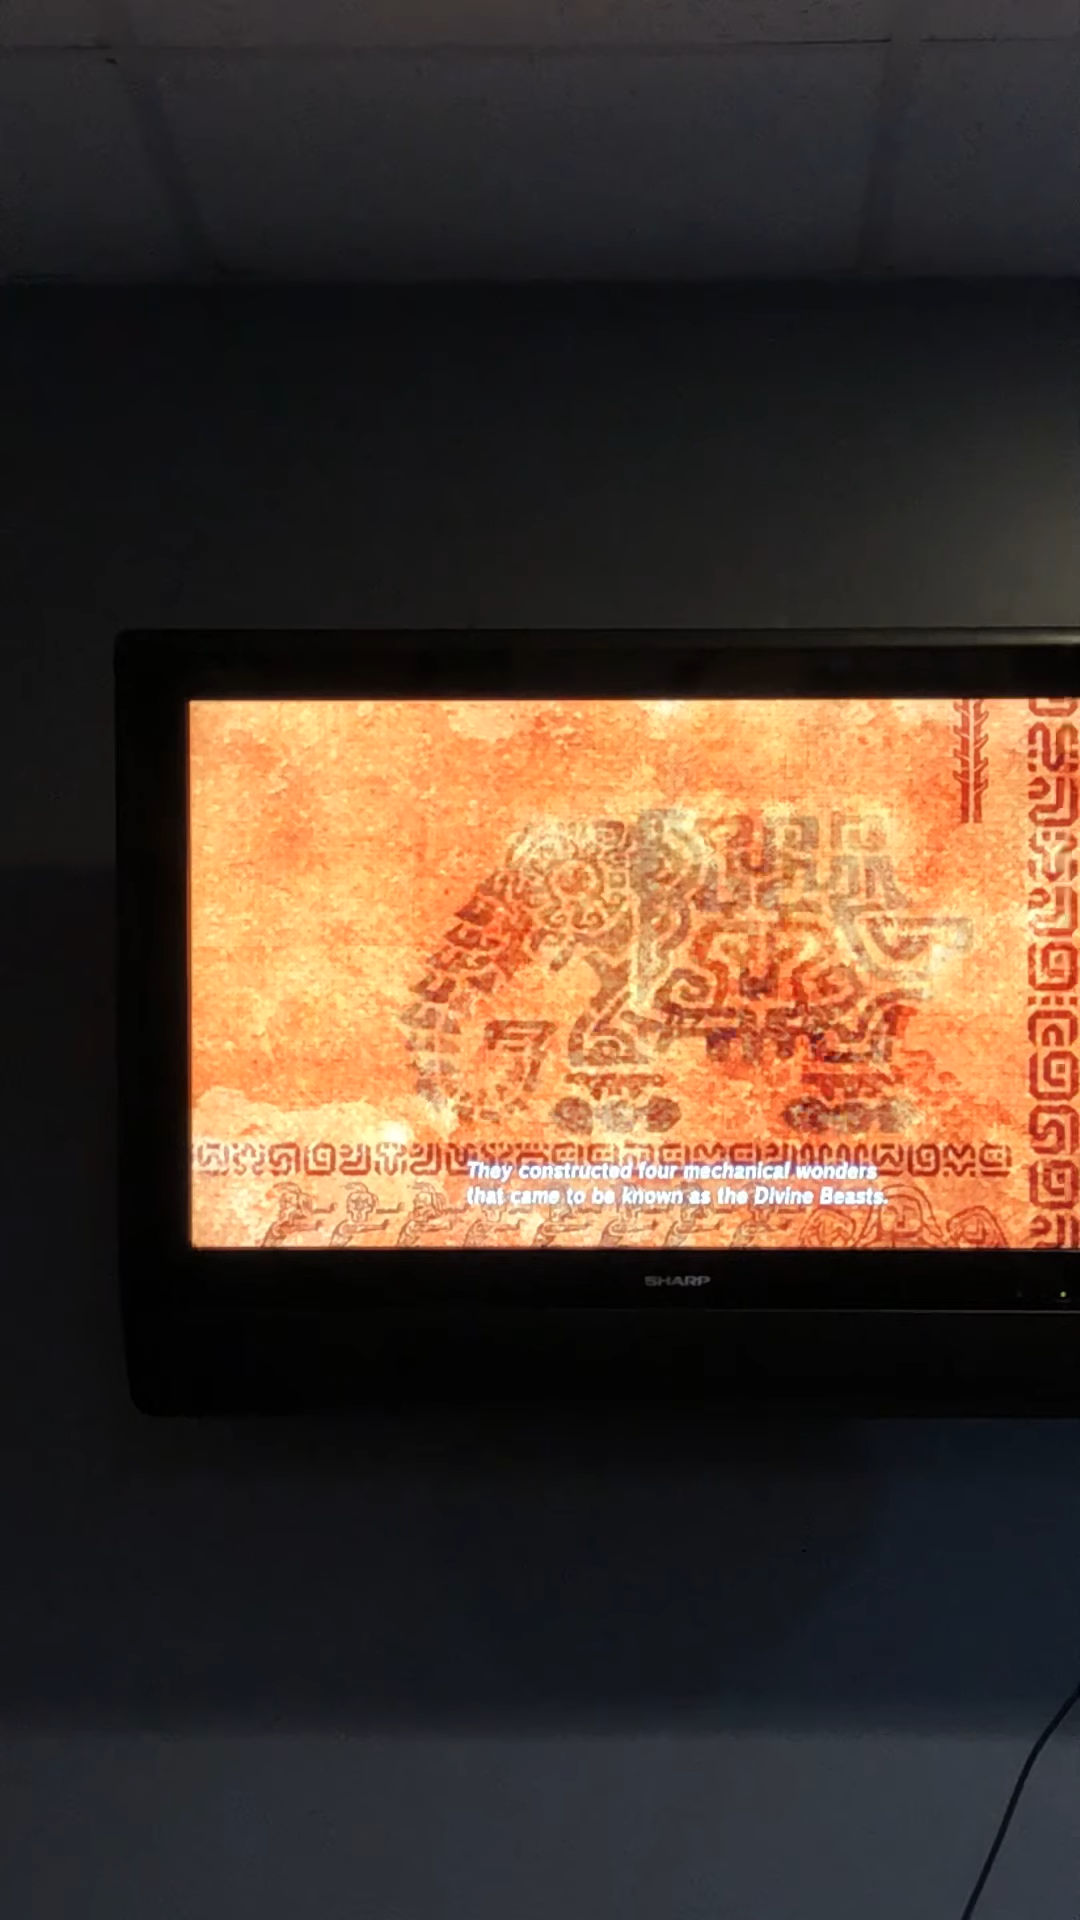 They constructed four mechanical wonders
that came to be known as the Divine Beasts.
SHARP